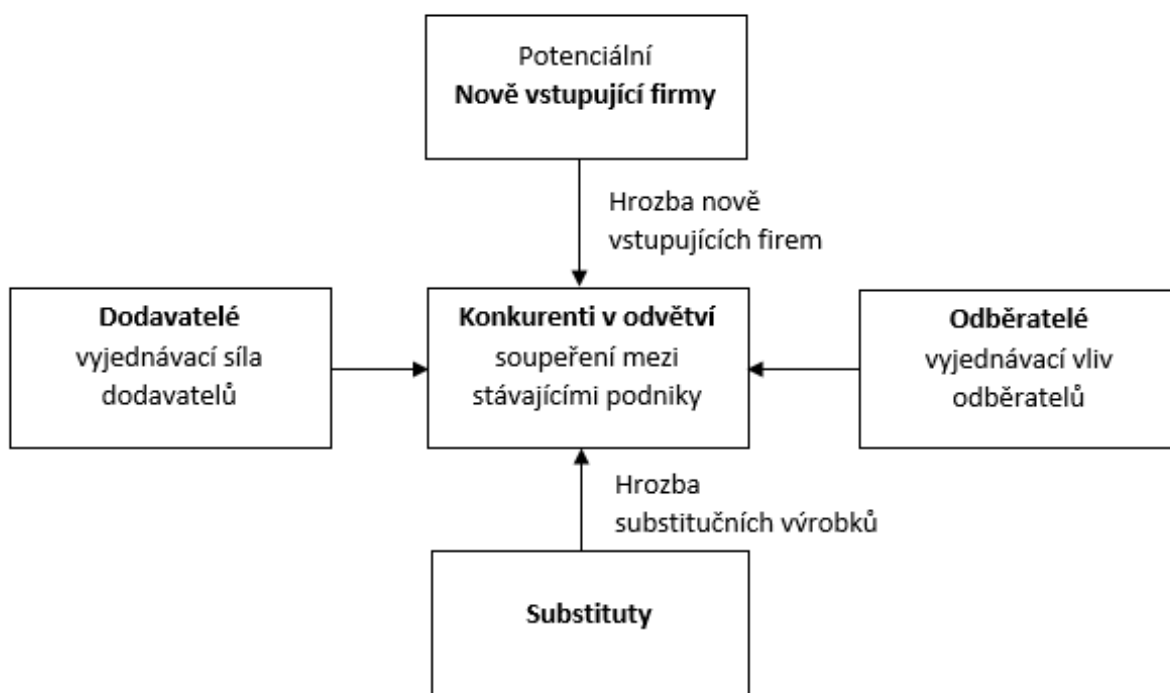 Potenciální
Nově vstupující firmy
Hrozba nově
vstupujících firem
Dodavatelé
vyjednávací síla
dodavatelů
Konkurenti v odvětví
soupeření mezi
stávajícími podniky
Odběratelé
vyjednávací vliv
odběratelů
Hrozba
substitučních výrobků
Substituty